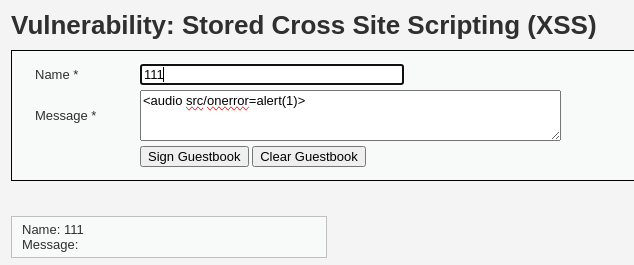 Vulnerability: Stored Cross Site Scripting (XSS)
Name * 111
Message * <audio src/onerror=alert(1)>
Sign Guestbook Clear Guestbook
Name: 111
Message: